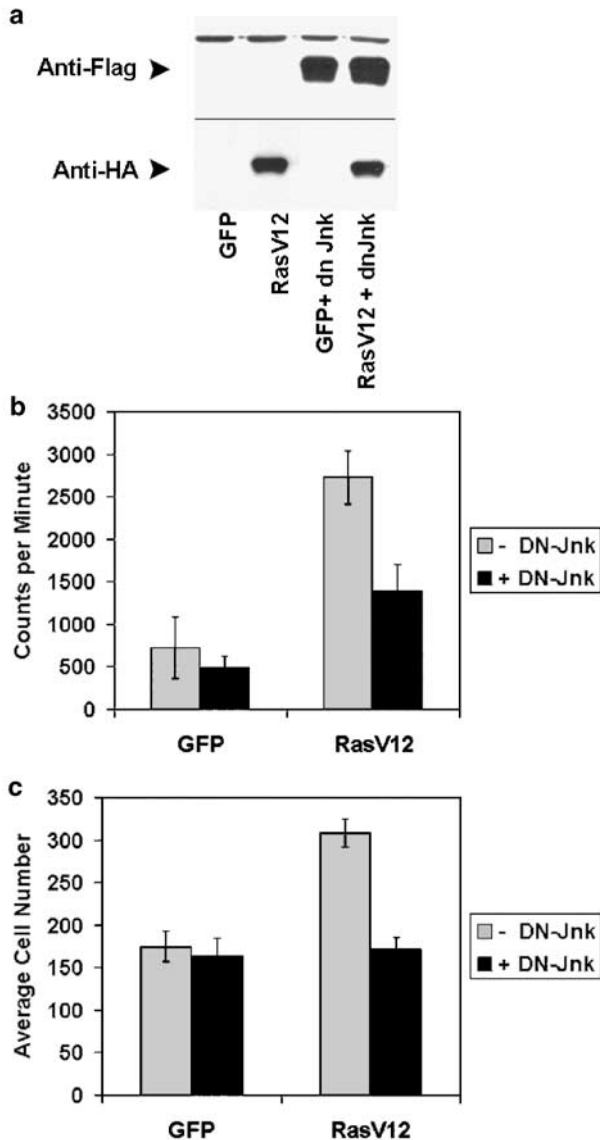 a
Anti-Flag
Anti-HA
GFP
RasV12
GFP+ dn Jnk
RasV12 + dnJnk
b
3500
3000
2500
2000
1500
1000
500
0
Counts per Minute
GFP
RasV12
- DN-Jnk
+ DN-Jnk
c
350
300
250
200
150
100
50
0
Average Cell Number
GFP
RasV12
- DN-Jnk
+ DN-Jnk